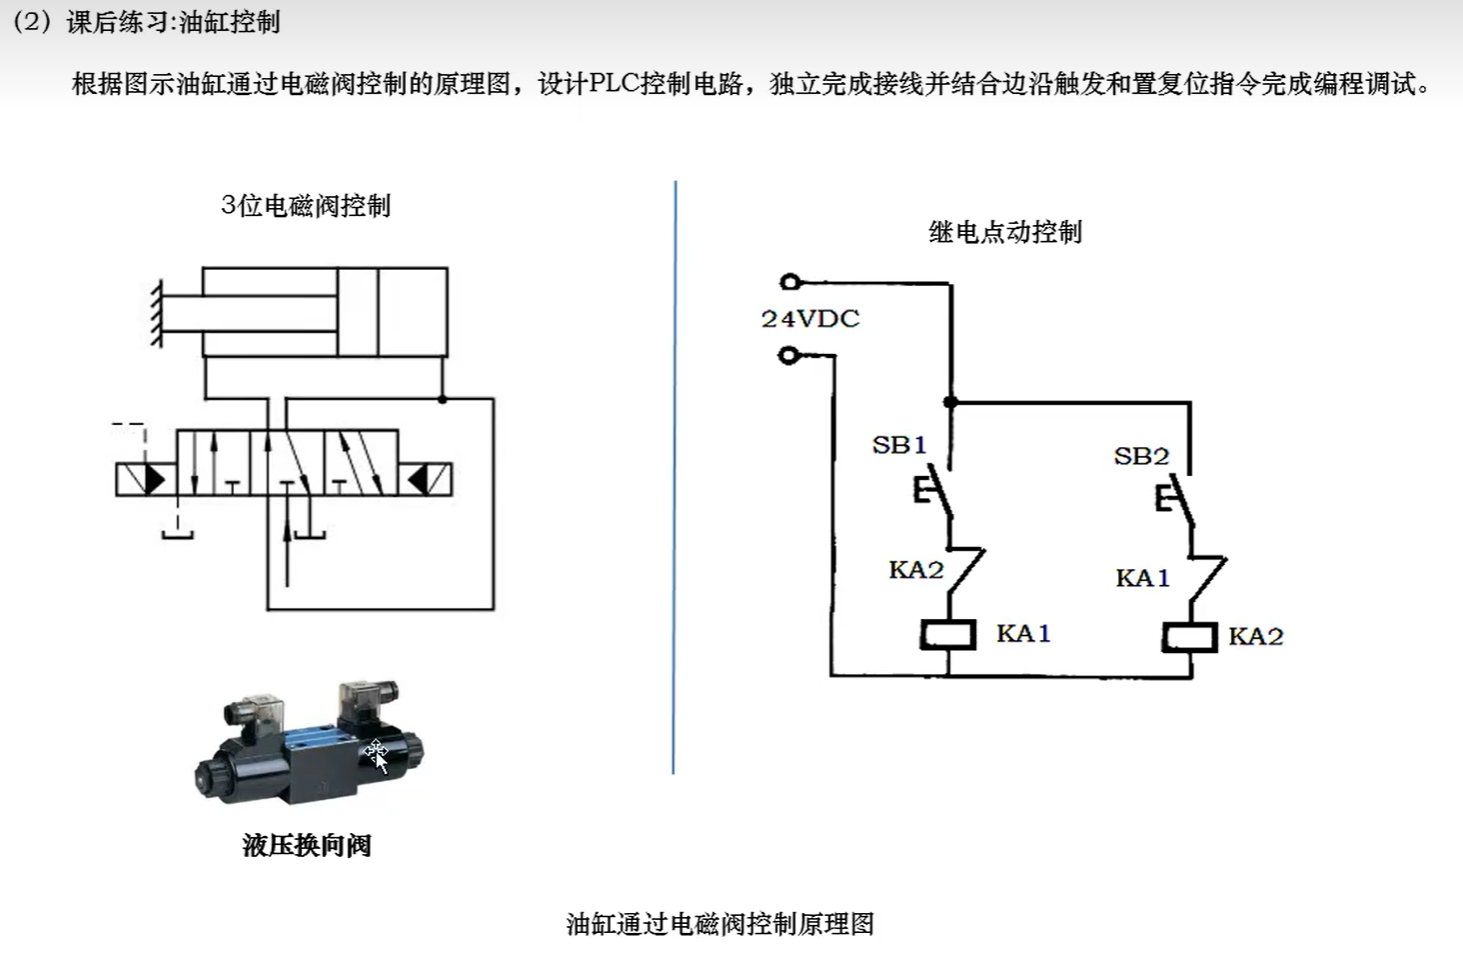 (2) 课后练习:油缸控制
根据图示油缸通过电磁阀控制的原理图，设计PLC控制电路，独立完成接线并结合边沿触发和置复位指令完成编程调试。
3位电磁阀控制
继电点动控制
24VDC
SB1
SB2
KA2
KA1
KA1
KA2
液压换向阀
油缸通过电磁阀控制原理图